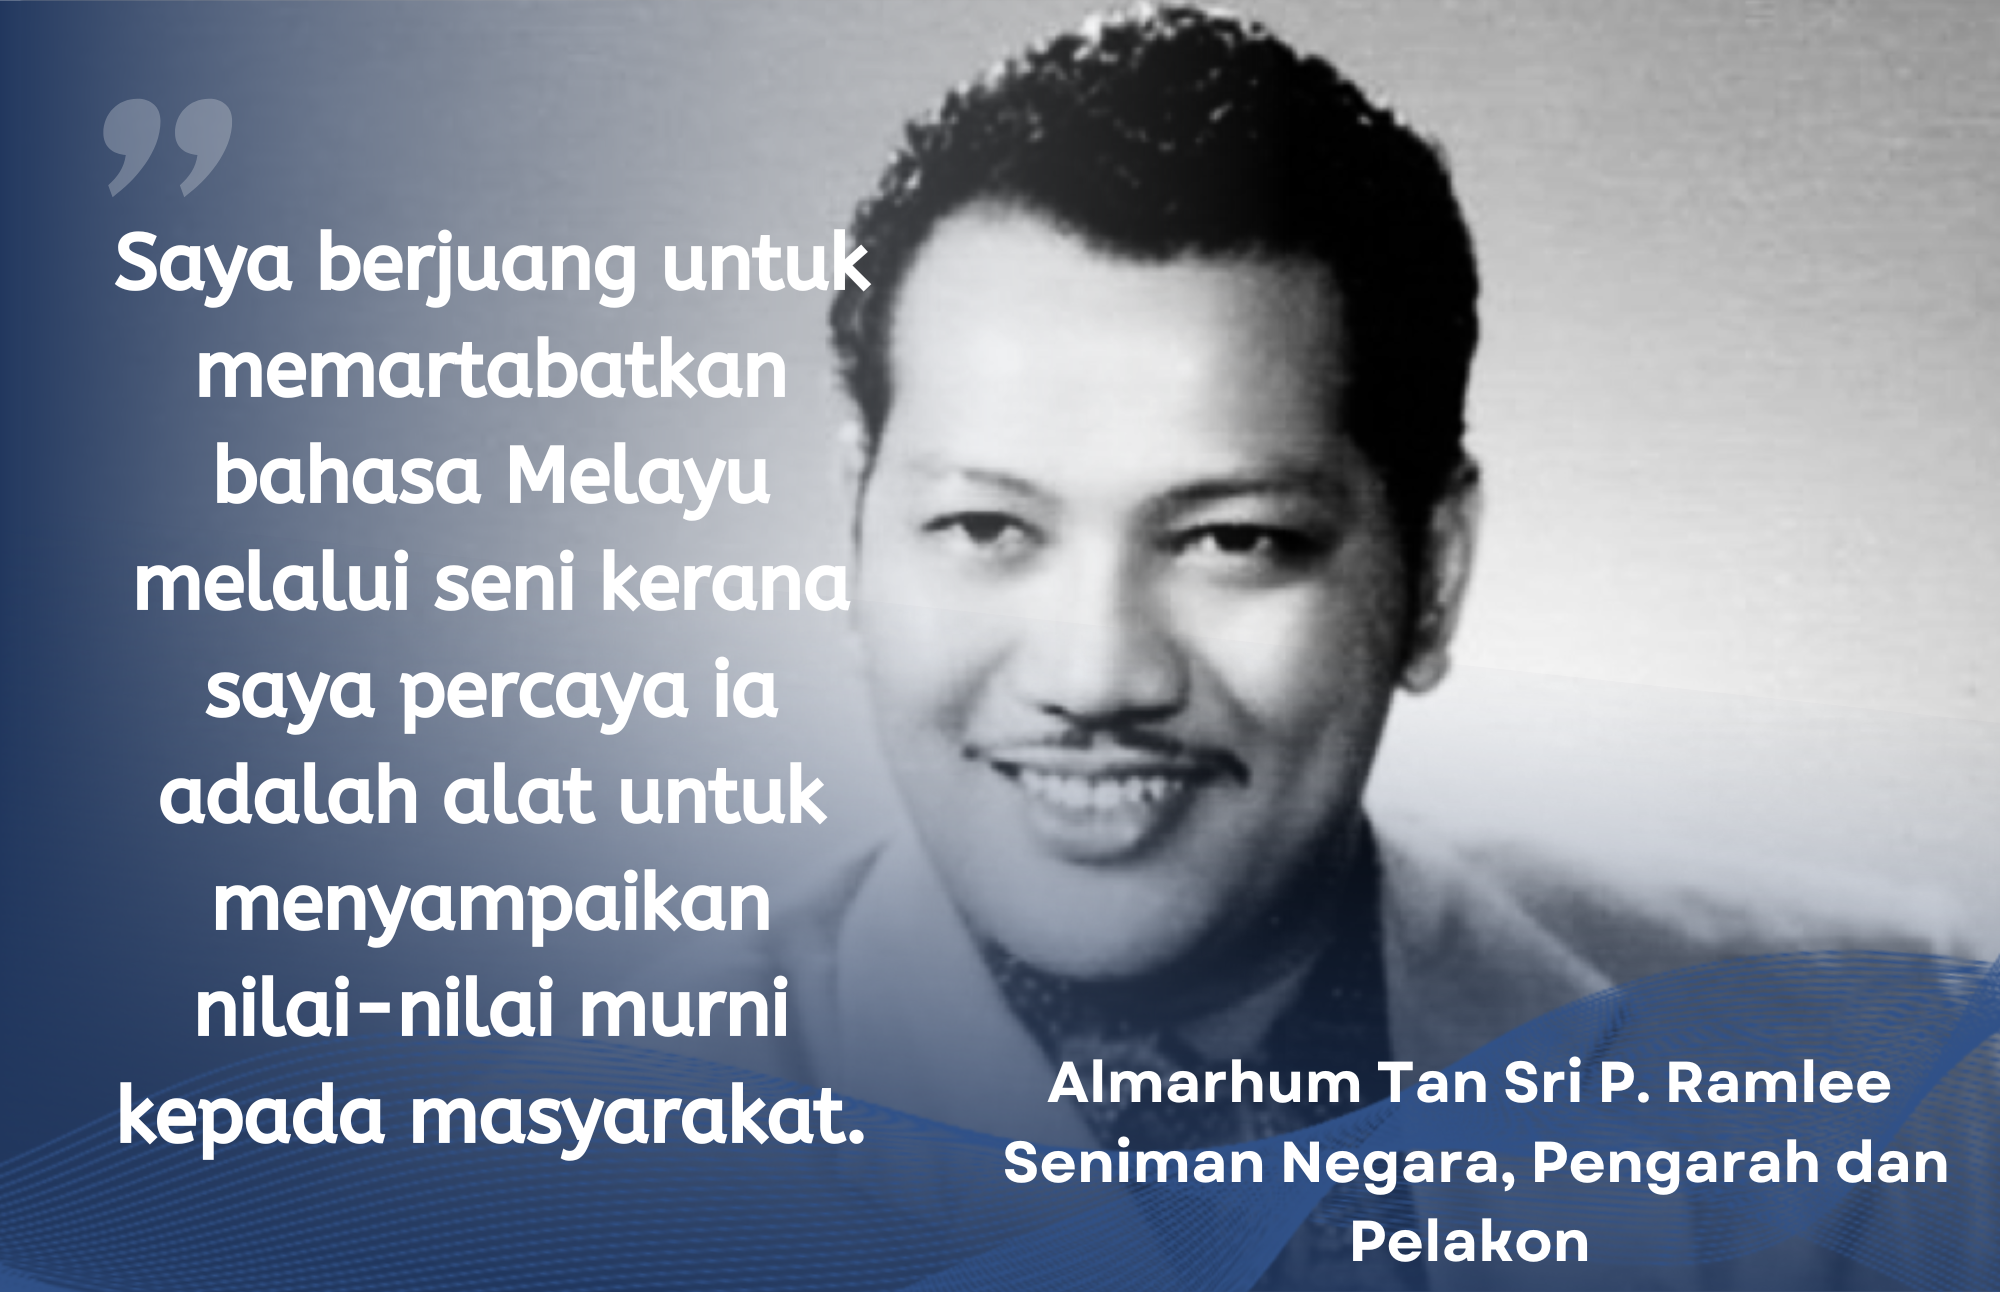 ”
Saya berjuang untuk
memartabatkan
bahasa Melayu
melalui seni kerana
saya percaya ia
adalah alat untuk
menyampaikan
nilai-nilai murni
kepada masyarakat.
Almarhum Tan Sri P. Ramlee
Seniman Negara, Pengarah dan
Pelakon